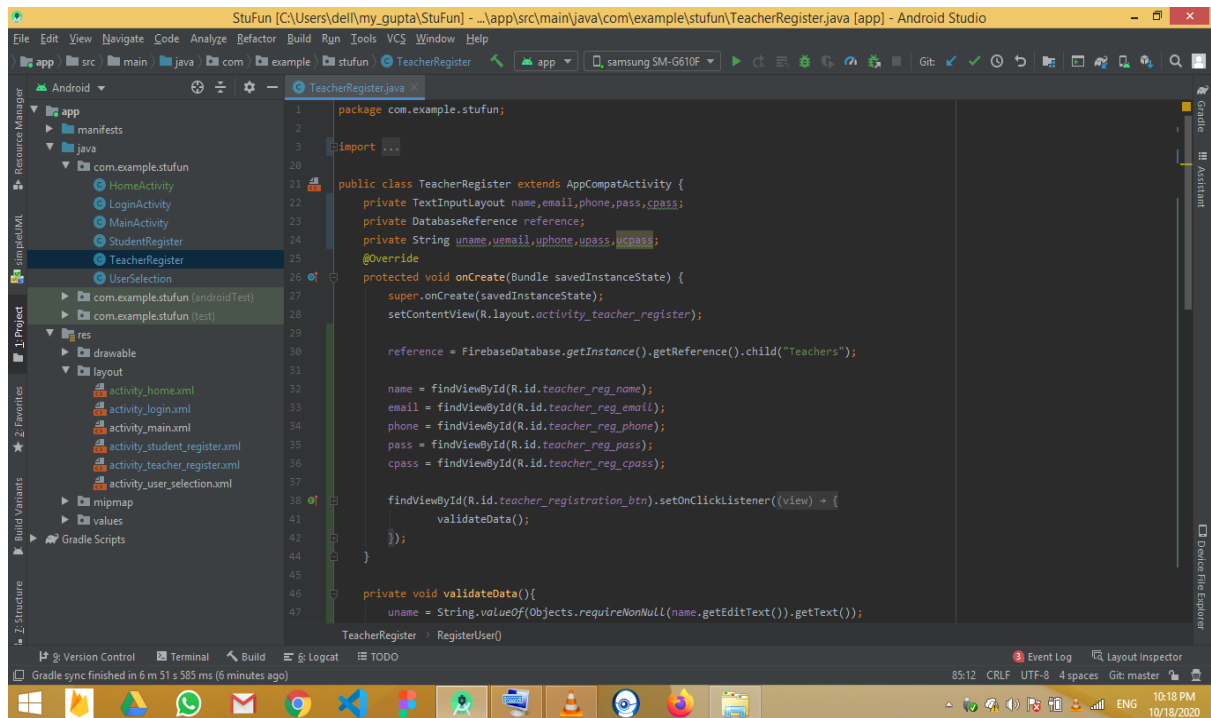 StuFun [C:\Users\dell\my_gupta\StuFun] - ...\app\src\main\java\com\example\stufun\TeacherRegister.java [app] - Android Studio
File Edit View Navigate Code Analyze Refactor Build Run Tools VCS Window Help
app src main java com example stufun TeacherRegister app samsung SM-G610F Git:
Android
TeacherRegister.java
Resource Manager
1: Project
simpleUML
2: Favorites
Build Variants
7: Structure
app
manifests
java
com.example.stufun
HomeActivity
LoginActivity
MainActivity
StudentRegister
TeacherRegister
UserSelection
com.example.stufun (androidTest)
com.example.stufun (test)
res
drawable
layout
activity_home.xml
activity_login.xml
activity_main.xml
activity_student_register.xml
activity_teacher_register.xml
activity_user_selection.xml
mipmap
values
Gradle Scripts
1 package com.example.stufun;
2
3 import ...
20
21 public class TeacherRegister extends AppCompatActivity {
22 private TextInputLayout name,email,phone,pass,cpass;
23 private DatabaseReference reference;
24 private String uname,uemail,uphone,upass,ucpass;
25 @Override
26 protected void onCreate(Bundle savedInstanceState) {
27 super.onCreate(savedInstanceState);
28 setContentView(R.layout.activity_teacher_register);
29
30 reference = FirebaseDatabase.getInstance().getReference().child("Teachers");
31
32 name = findViewById(R.id.teacher_reg_name);
33 email = findViewById(R.id.teacher_reg_email);
34 phone = findViewById(R.id.teacher_reg_phone);
35 pass = findViewById(R.id.teacher_reg_pass);
36 cpass = findViewById(R.id.teacher_reg_cpass);
37
38 findViewById(R.id.teacher_registration_btn).setOnClickListener((view) → {
41 validateData();
42 });
44 }
45
46 private void validateData(){
47 uname = String.valueOf(Objects.requireNonNull(name.getEditText()).getText());
TeacherRegister RegisterUser()
Gradle
Assistant
Device File Explorer
9: Version Control Terminal Build 6: Logcat TODO 3 Event Log Layout Inspector
Gradle sync finished in 6 m 51 s 585 ms (6 minutes ago) 85:12 CRLF UTF-8 4 spaces Git: master
ENG
10:18 PM
10/18/2020